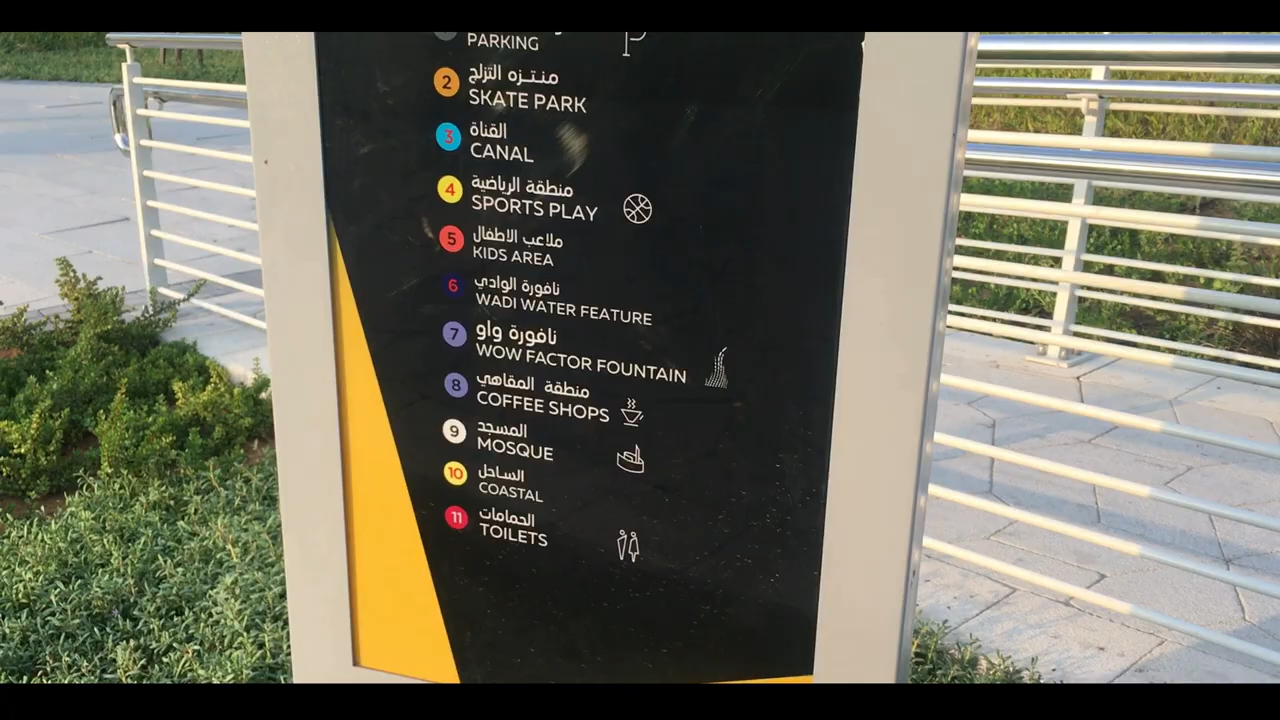 PARKING
2
منتزه التزلج
SKATE PARK
3
القناة
CANAL
4
منطقة الرياضية
SPORTS PLAY
5
ملاعب الاطفال
KIDS AREA
6
نافورة الوادي
WADI WATER FEATURE
7
نافورة واو
WOW FACTOR FOUNTAIN
8
منطقة المقاهي
COFFEE SHOPS
9
المسجد
MOSQUE
10
الساحل
COASTAL
11
الحمامات
TOILETS